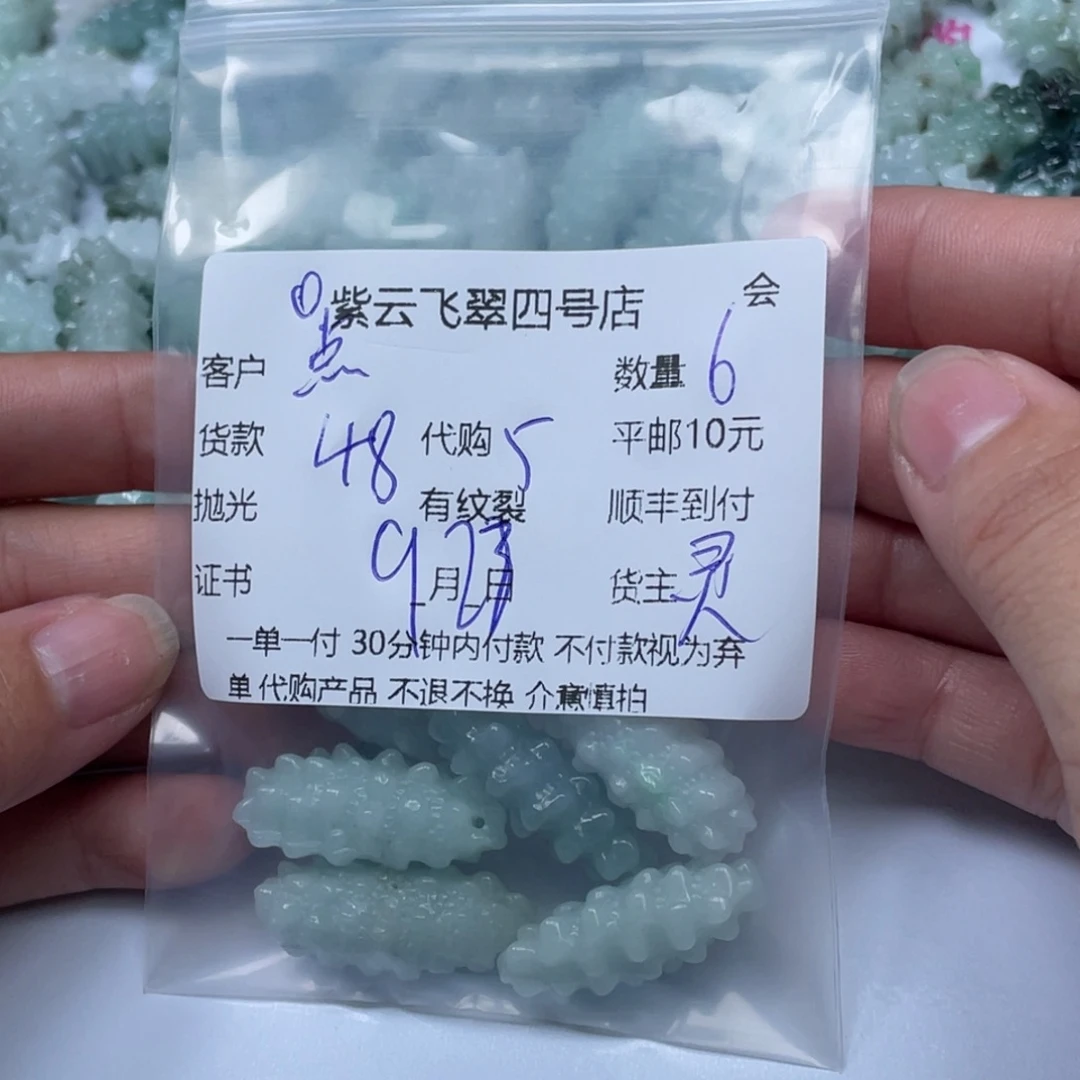 ① 紫云飞翠四号店 会
客户 点 数量 6
货款 48 代购 5 平邮10元
抛光 有纹裂 顺丰到付
证书 9月23日 货主 灵
一单一付 30分钟内付款 不付款视为弃
单 代购产品 不退不换 介意慎拍